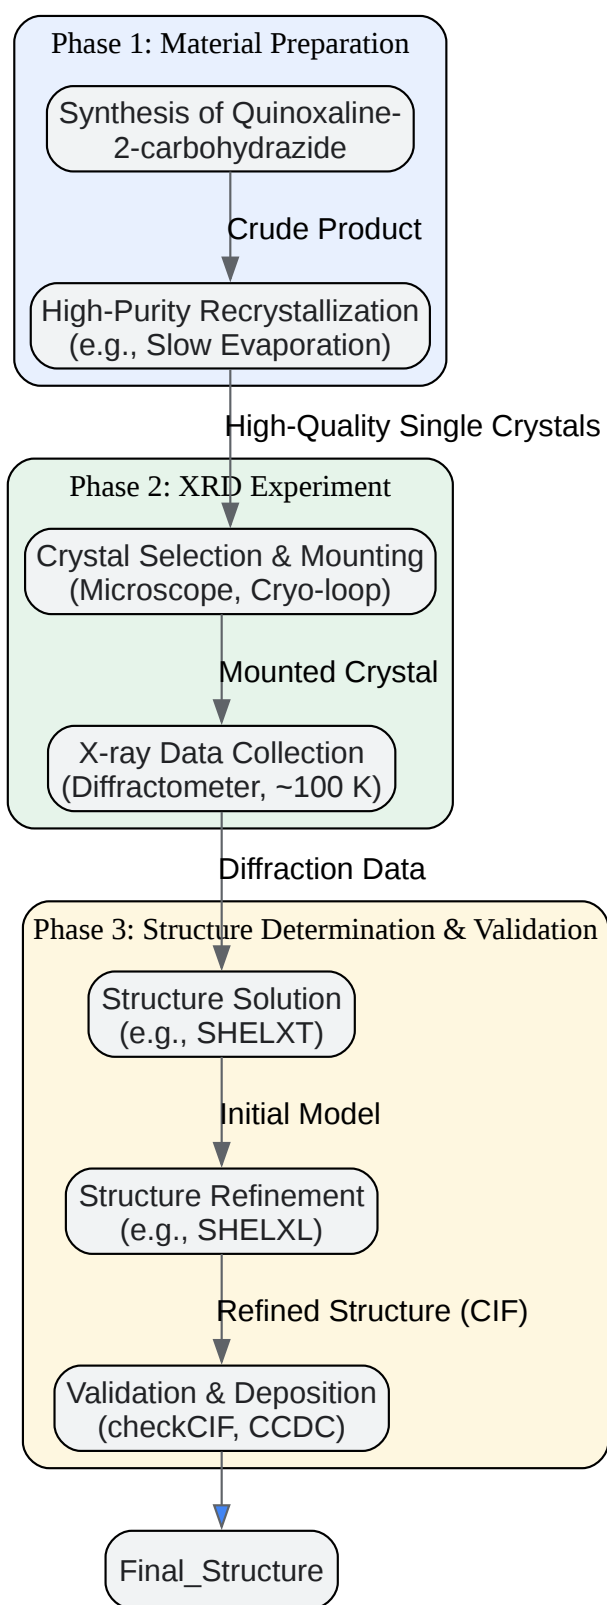 Phase 1: Material Preparation
Synthesis of Quinoxaline-
2-carbohydrazide
Crude Product
High-Purity Recrystallization
(e.g., Slow Evaporation)
High-Quality Single Crystals
Phase 2: XRD Experiment
Crystal Selection & Mounting
(Microscope, Cryo-loop)
Mounted Crystal
X-ray Data Collection
(Diffractometer, ~100 K)
Diffraction Data
Phase 3: Structure Determination & Validation
Structure Solution
(e.g., SHELXT)
Initial Model
Structure Refinement
(e.g., SHELXL)
Refined Structure (CIF)
Validation & Deposition
(checkCIF, CCDC)
Final_Structure